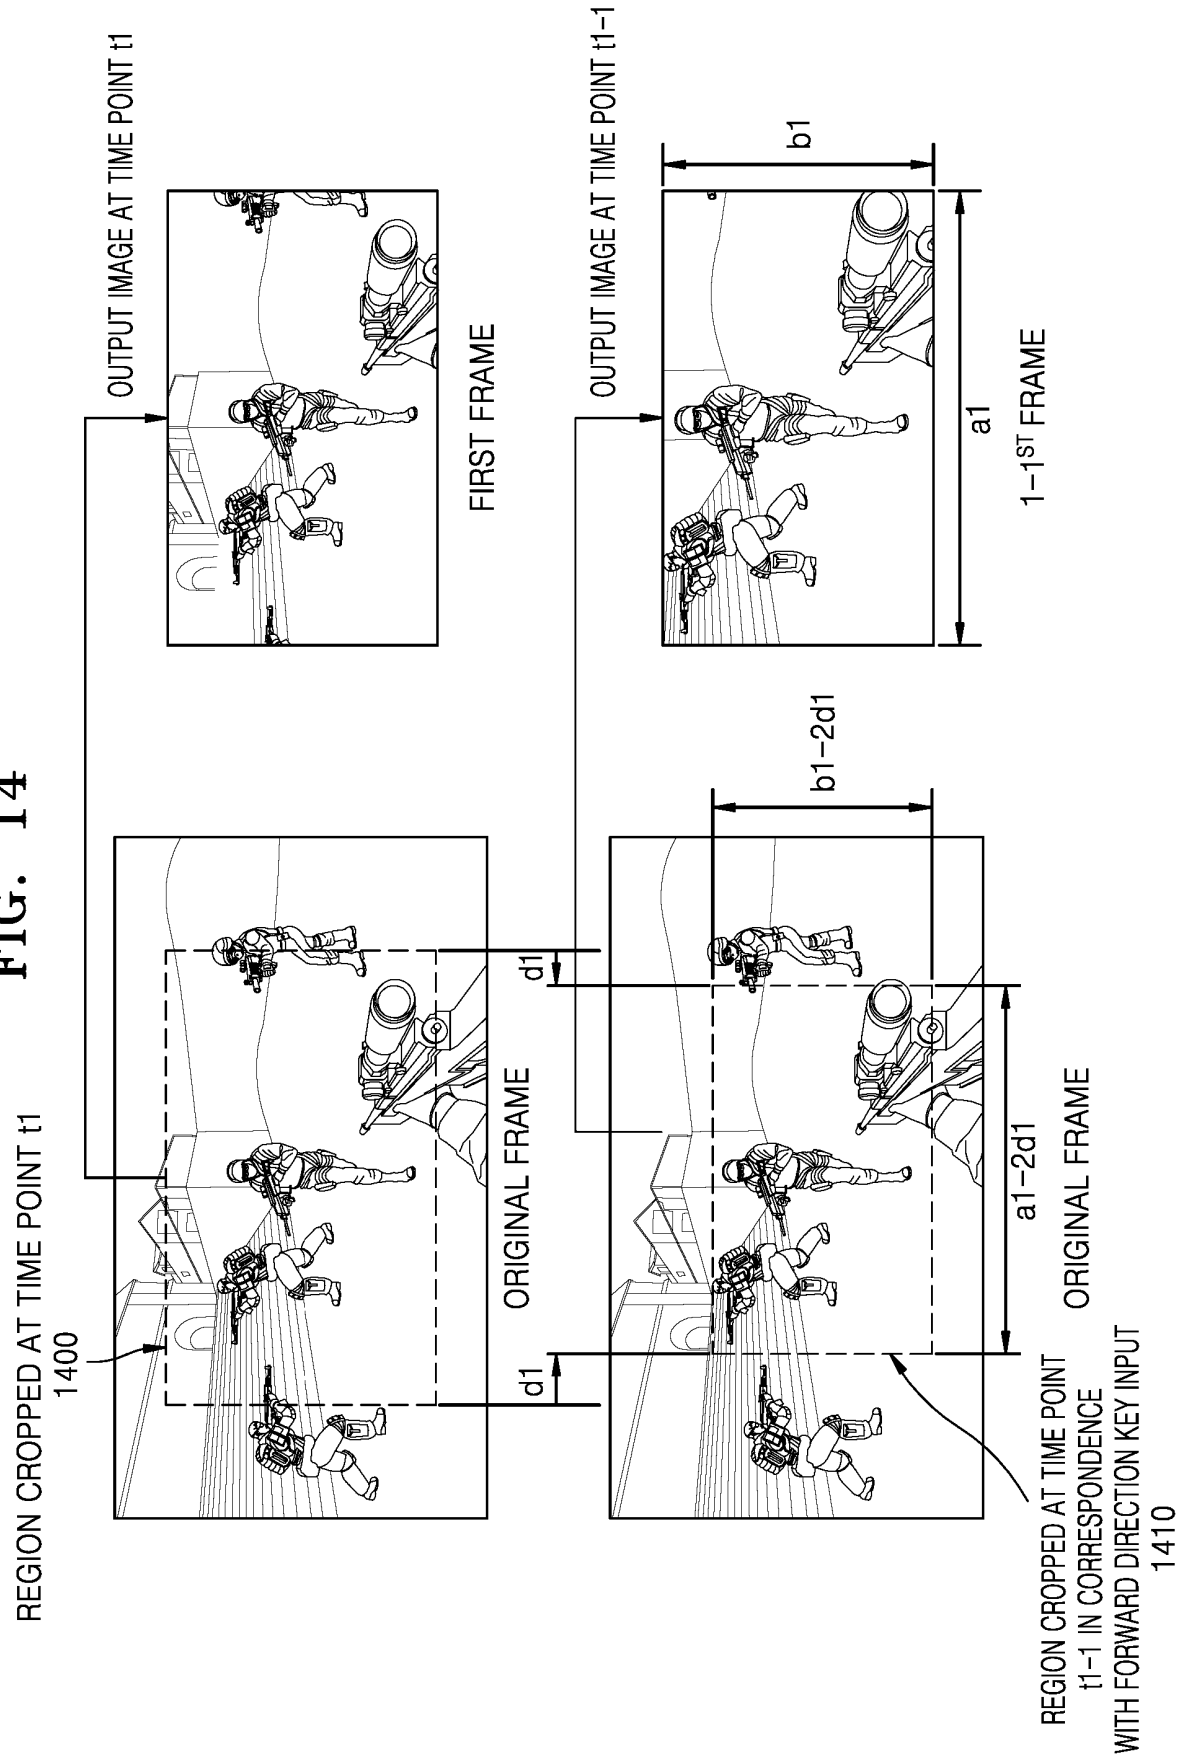 FIG. 14
REGION CROPPED AT TIME POINT t1
1400
OUTPUT IMAGE AT TIME POINT t1
ORIGINAL FRAME
FIRST FRAME
d1
d1
OUTPUT IMAGE AT TIME POINT t1-1
b1-2d1
b1
a1-2d1
a1
ORIGINAL FRAME
1-1ST FRAME
REGION CROPPED AT TIME POINT
t1-1 IN CORRESPONDENCE
WITH FORWARD DIRECTION KEY INPUT
1410